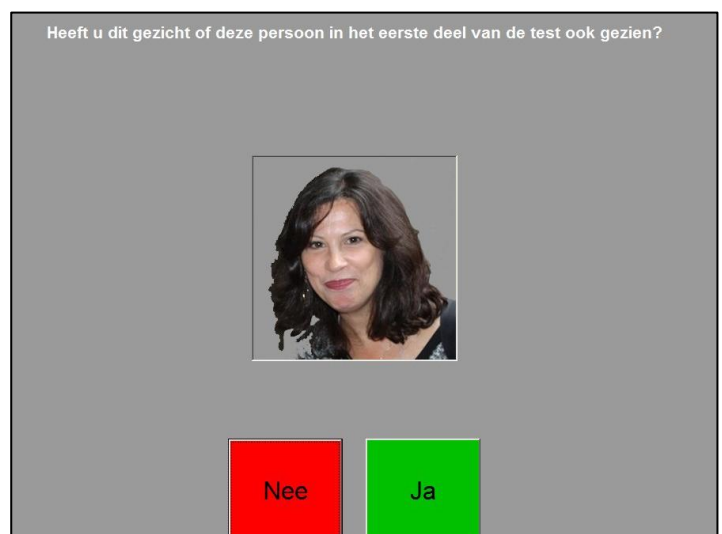 Heeft u dit gezicht of deze persoon in het eerste deel van de test ook gezien?
Nee
Ja